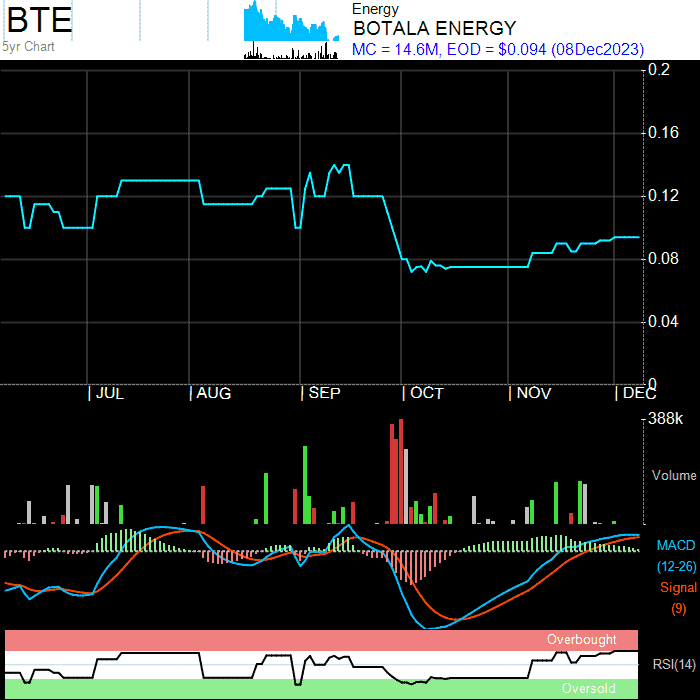 BTE
5yr Chart
Energy
BOTALA ENERGY
MC = 14.6M, EOD = $0.094 (08Dec2023)
0.2
0.16
0.12
0.08
0.04
0
JUL
AUG
SEP
OCT
NOV
DEC
388k
Volume
MACD
(12-26)
Signal
(9)
Overbought
RSI(14)
Oversold